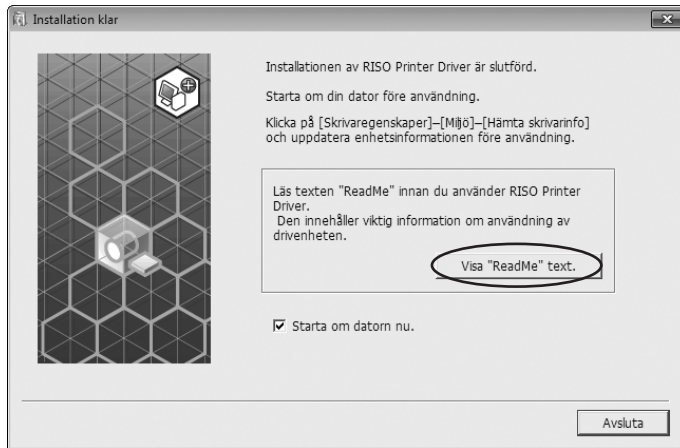 Installation klar
Installationen av RISO Printer Driver är slutförd.
Starta om din dator före användning.
Klicka på [Skrivaregenskaper]–[Miljö]–[Hämta skrivarinfo]
och uppdatera enhetsinformationen före användning.
Läs texten "ReadMe" innan du använder RISO Printer
Driver.
Den innehåller viktig information om användning av
drivenheten.
Visa "ReadMe" text.
Starta om datorn nu.
Avsluta